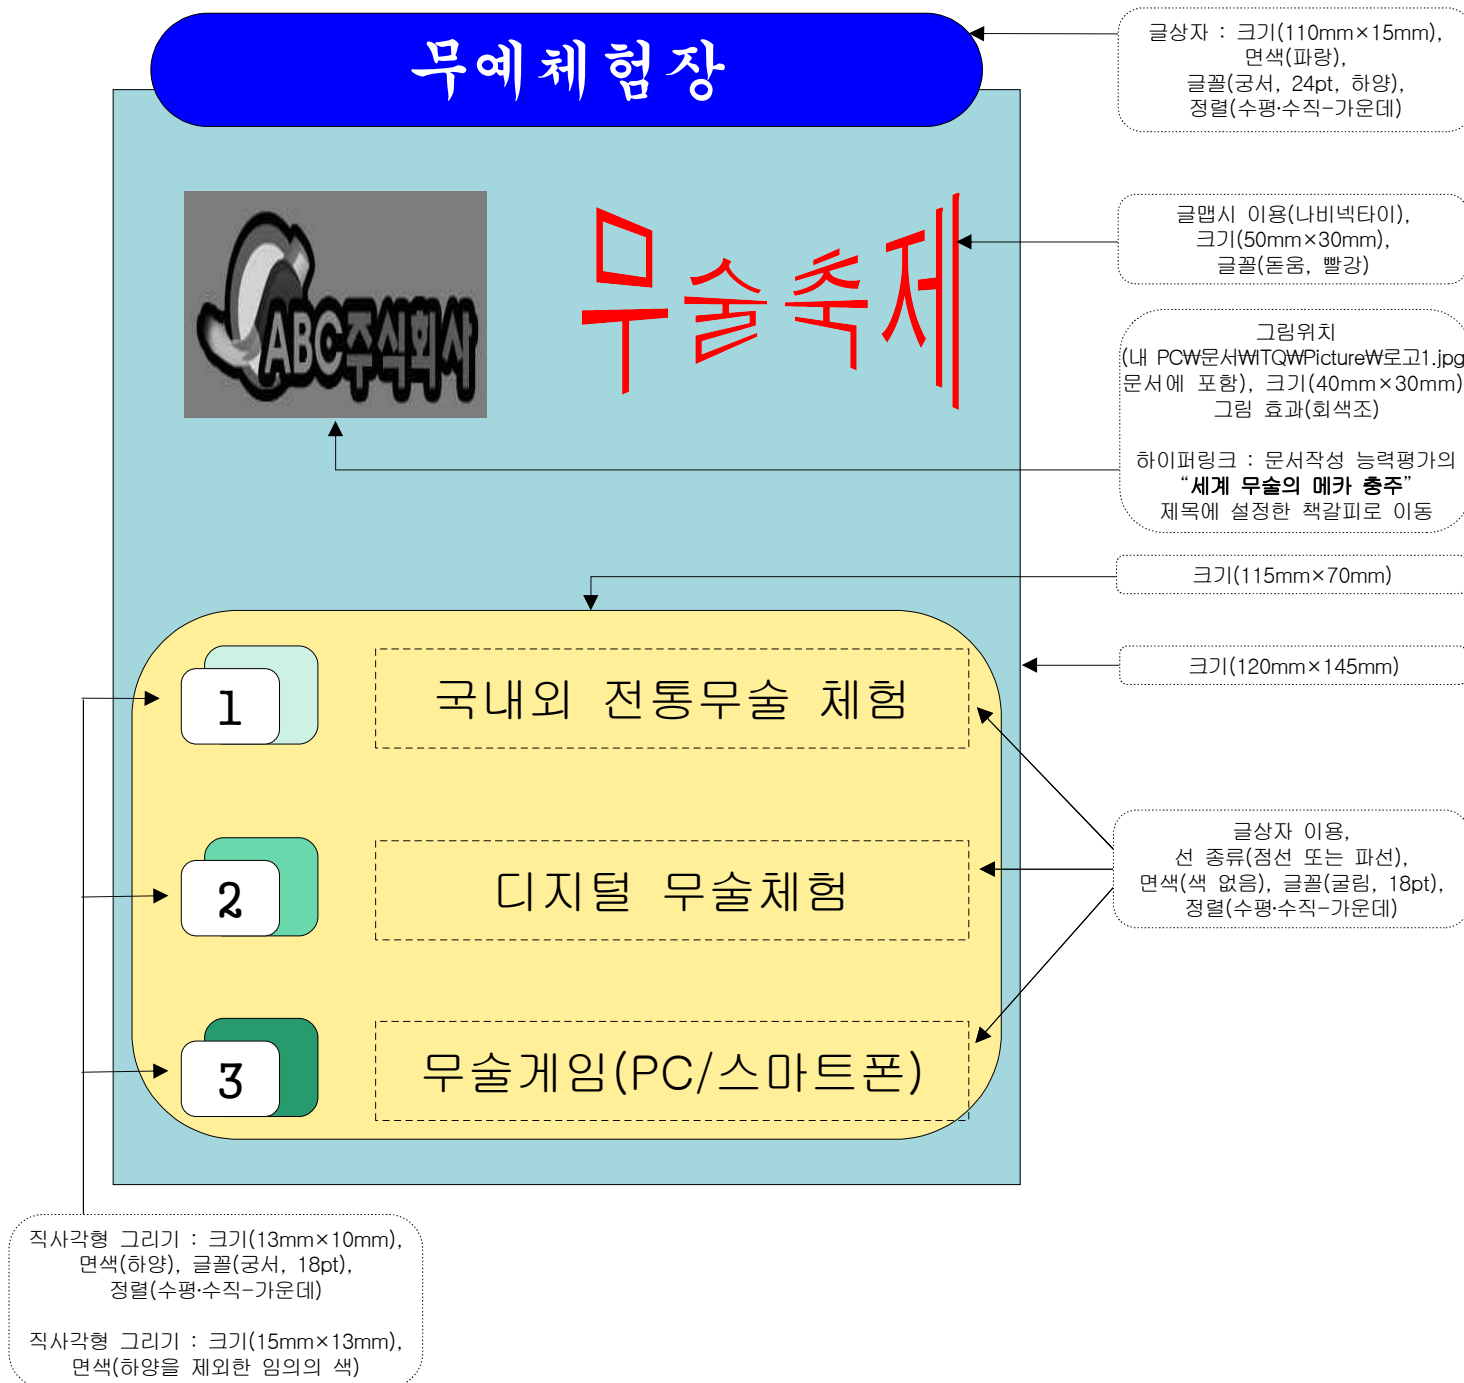 무예체험장
글상자 : 크기(110mm×15mm),
면색(파랑),
글꼴(궁서, 24pt, 하양),
정렬(수평·수직-가운데)
ABC주식회사
무술축제
글맵시 이용(나비넥타이),
크기(50mm×30mm),
글꼴(돋움, 빨강)
그림위치
(내 PC₩문서₩ITQ₩Picture₩로고1.jpg
문서에 포함), 크기(40mm×30mm)
그림 효과(회색조)
하이퍼링크 : 문서작성 능력평가의
“세계 무술의 메카 충주”
제목에 설정한 책갈피로 이동
크기(115mm×70mm)
크기(120mm×145mm)
1
국내외 전통무술 체험
2
디지털 무술체험
3
무술게임(PC/스마트폰)
글상자 이용,
선 종류(점선 또는 파선),
면색(색 없음), 글꼴(굴림, 18pt),
정렬(수평·수직-가운데)
직사각형 그리기 : 크기(13mm×10mm),
면색(하양), 글꼴(궁서, 18pt),
정렬(수평·수직-가운데)
직사각형 그리기 : 크기(15mm×13mm),
면색(하양을 제외한 임의의 색)